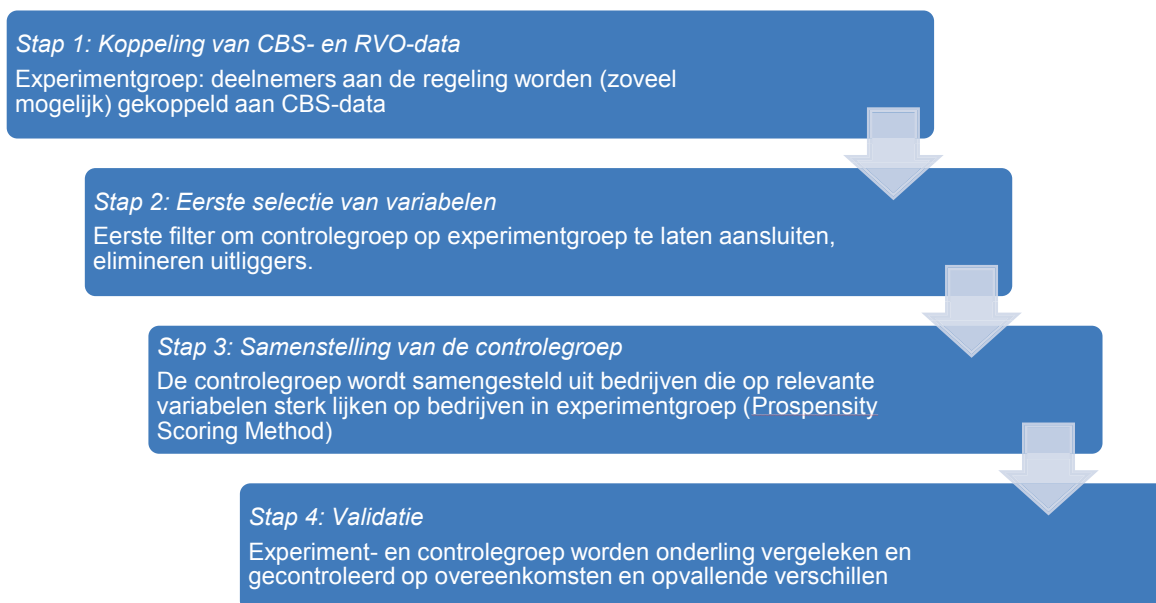 Stap 1: Koppeling van CBS- en RVO-data
Experimentgroep: deelnemers aan de regeling worden (zoveel
mogelijk) gekoppeld aan CBS-data
Stap 2: Eerste selectie van variabelen
Eerste filter om controlegroep op experimentgroep te laten aansluiten,
elimineren uitliggers.
Stap 3: Samenstelling van de controlegroep
De controlegroep wordt samengesteld uit bedrijven die op relevante
variabelen sterk lijken op bedrijven in experimentgroep (Prospensity
Scoring Method)
Stap 4: Validatie
Experiment- en controlegroep worden onderling vergeleken en
gecontroleerd op overeenkomsten en opvallende verschillen